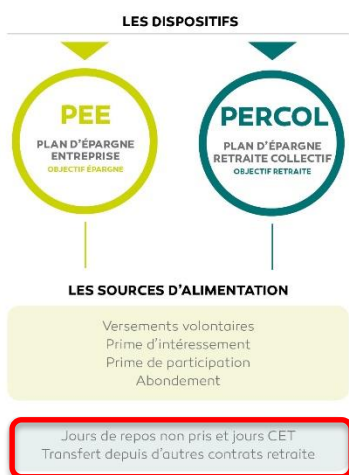 LES DISPOSITIFS
PEE
PLAN D'ÉPARGNE
ENTREPRISE
OBJECTIF ÉPARGNE
PERCOL
PLAN D'ÉPARGNE
RETRAITE COLLECTIF
OBJECTIF RETRAITE
LES SOURCES D'ALIMENTATION
Versements volontaires
Prime d'intéressement
Prime de participation
Abondement
Jours de repos non pris et jours CET
Transfert depuis d'autres contrats retraite